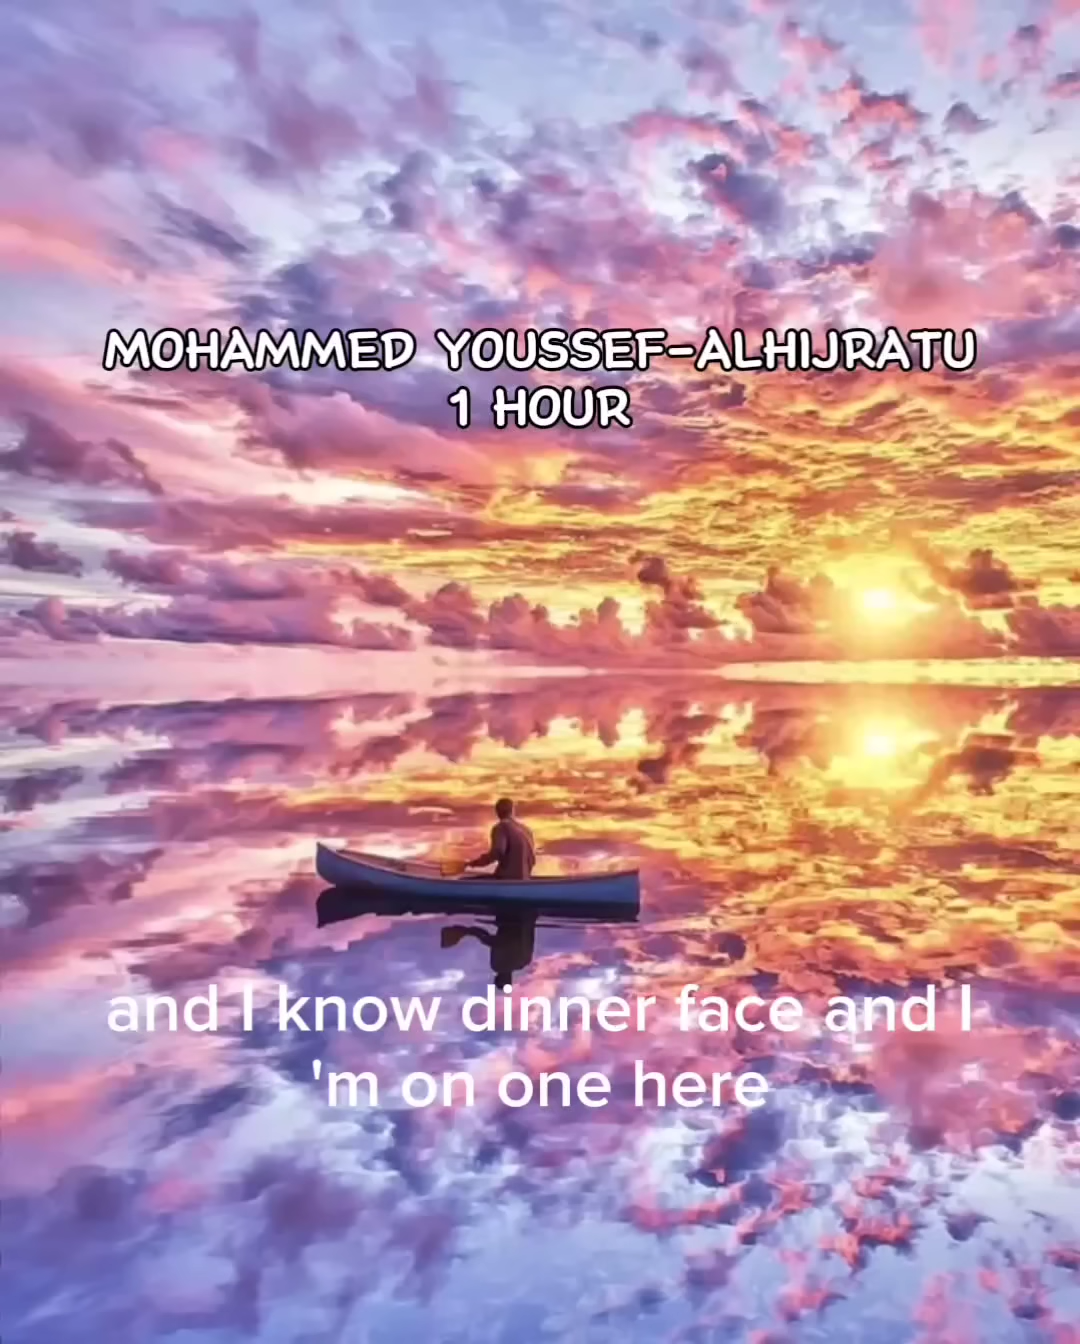 MOHAMMED YOUSSEF-ALHIJRATU
1 HOUR
and I know dinner face and I
'm on one here